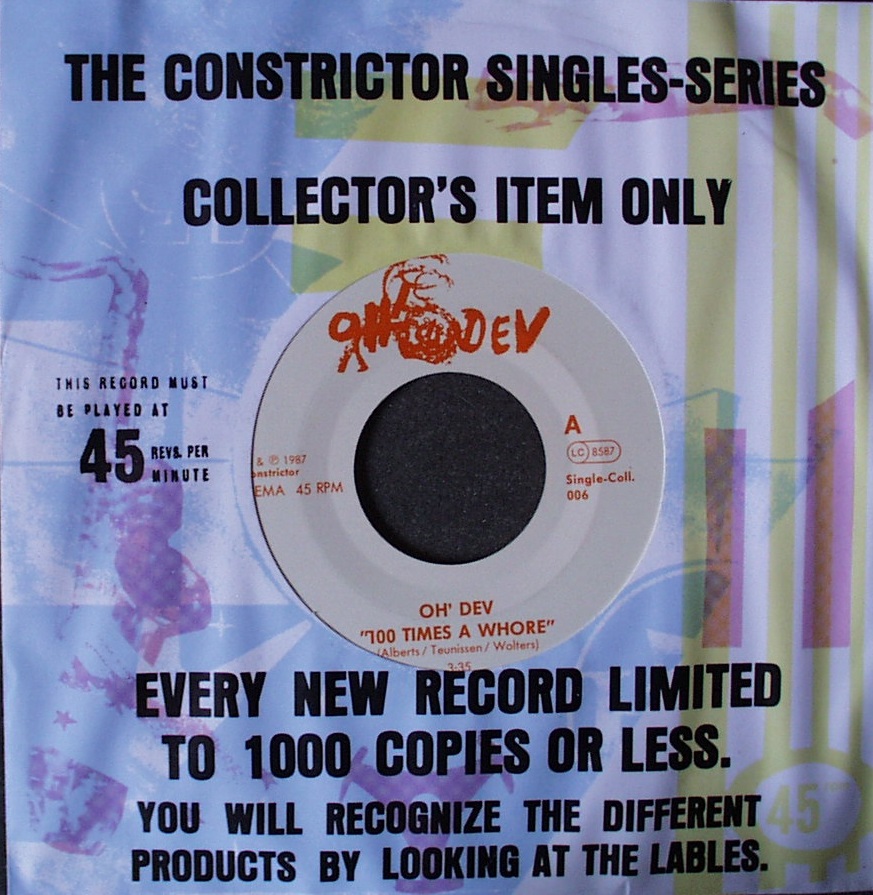 THE CONSTRICTOR SINGLES-SERIES
COLLECTOR'S ITEM ONLY
OH' DEV
THIS RECORD MUST
BE PLAYED AT
45 REVS. PER
MINUTE
& ℗ 1987
onstrictor
EMA 45 RPM
A
LC 8587
Single-Coll.
006
OH' DEV
"100 TIMES A WHORE"
(Alberts / Teunissen / Wolters)
3:35
EVERY NEW RECORD LIMITED
TO 1000 COPIES OR LESS.
YOU WILL RECOGNIZE THE DIFFERENT
PRODUCTS BY LOOKING AT THE LABLES.
45 rpm